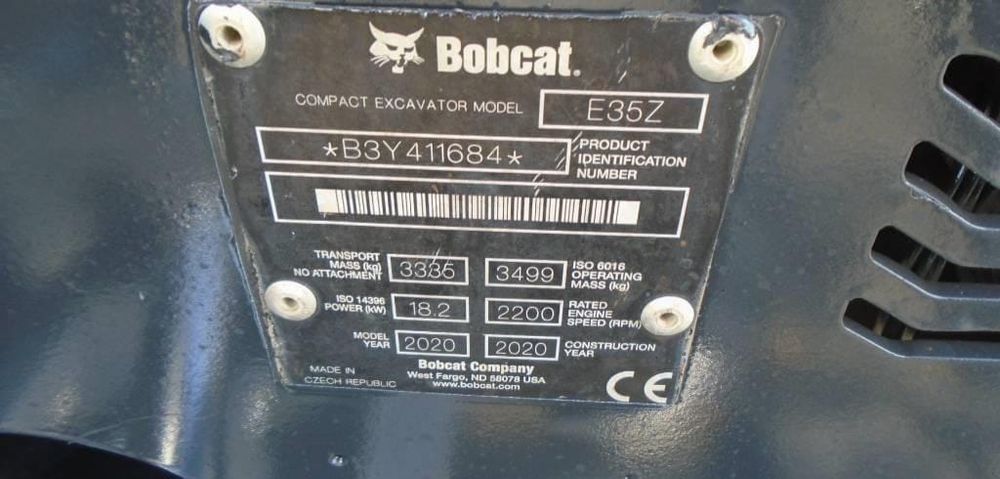 Bobcat.
COMPACT EXCAVATOR MODEL E35Z
*B3Y411684* PRODUCT IDENTIFICATION NUMBER
TRANSPORT MASS (kg) NO ATTACHMENT 3335 3499 ISO 6016 OPERATING MASS (kg)
ISO 14396 POWER (kW) 18.2 2200 RATED ENGINE SPEED (RPM)
MODEL YEAR 2020 2020 CONSTRUCTION YEAR
MADE IN CZECH REPUBLIC
Bobcat Company
West Fargo, ND 58078 USA
www.bobcat.com
CE